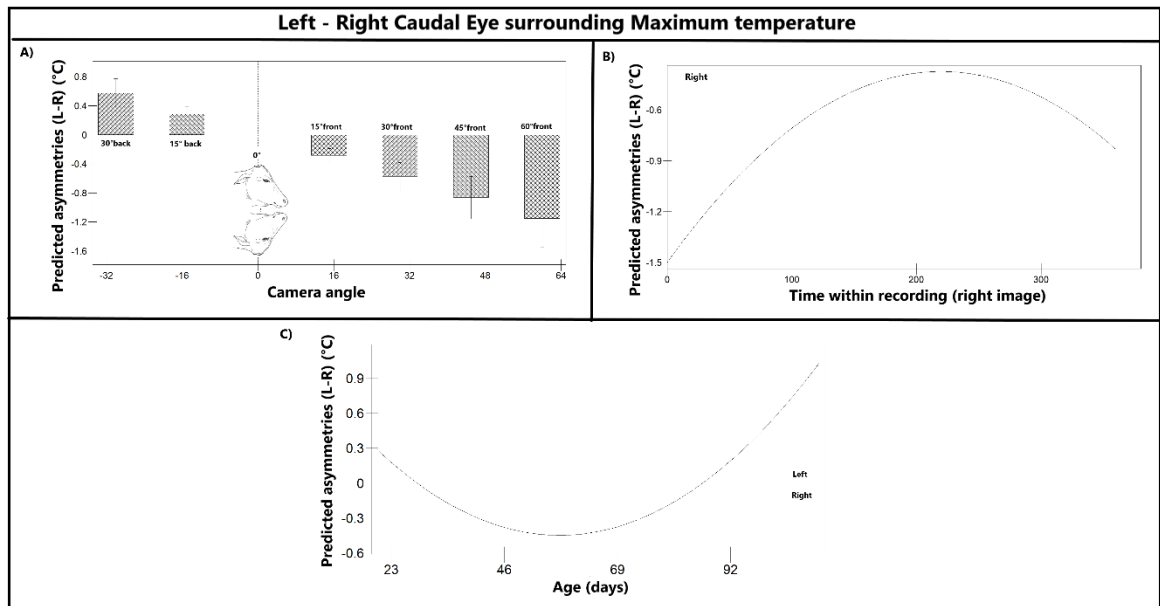 Left - Right Caudal Eye surrounding Maximum temperature
A)
Predicted asymmetries (L-R) (°C)
0.8
0.4
0
-0.4
-0.8
-1.2
-1.6
30°back
15° back
0°
15°front
30°front
45°front
60°front
-32
-16
0
16
32
48
64
Camera angle
B)
Predicted asymmetries (L-R) (°C)
Right
-0.6
-0.9
-1.2
-1.5
0
100
200
300
Time within recording (right image)
C)
Predicted asymmetries (L-R) (°C)
0.9
0.6
0.3
0
-0.3
-0.6
Left
Right
23
46
69
92
Age (days)